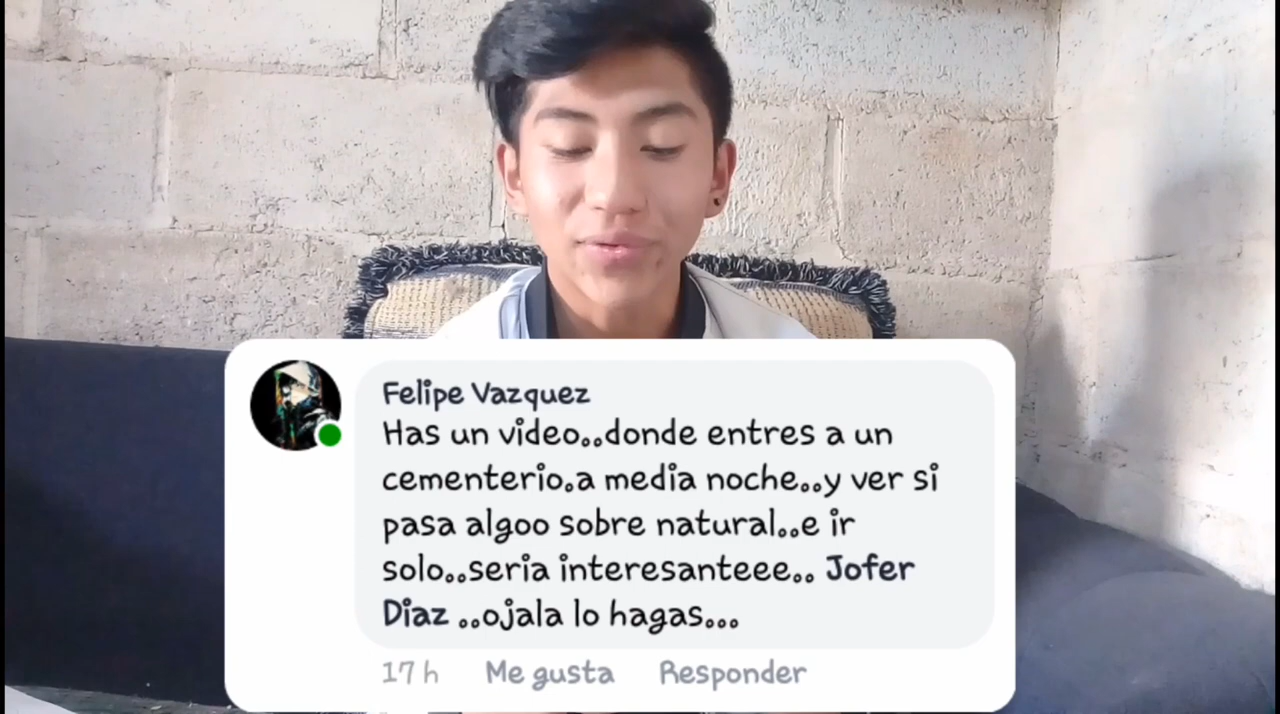 Felipe Vazquez
Has un video..donde entres a un
cementerio.a media noche..y ver si
pasa algoo sobre natural..e ir
solo..seria interesanteee.. Jofer
Diaz ..ojala lo hagas...
17 h Me gusta Responder